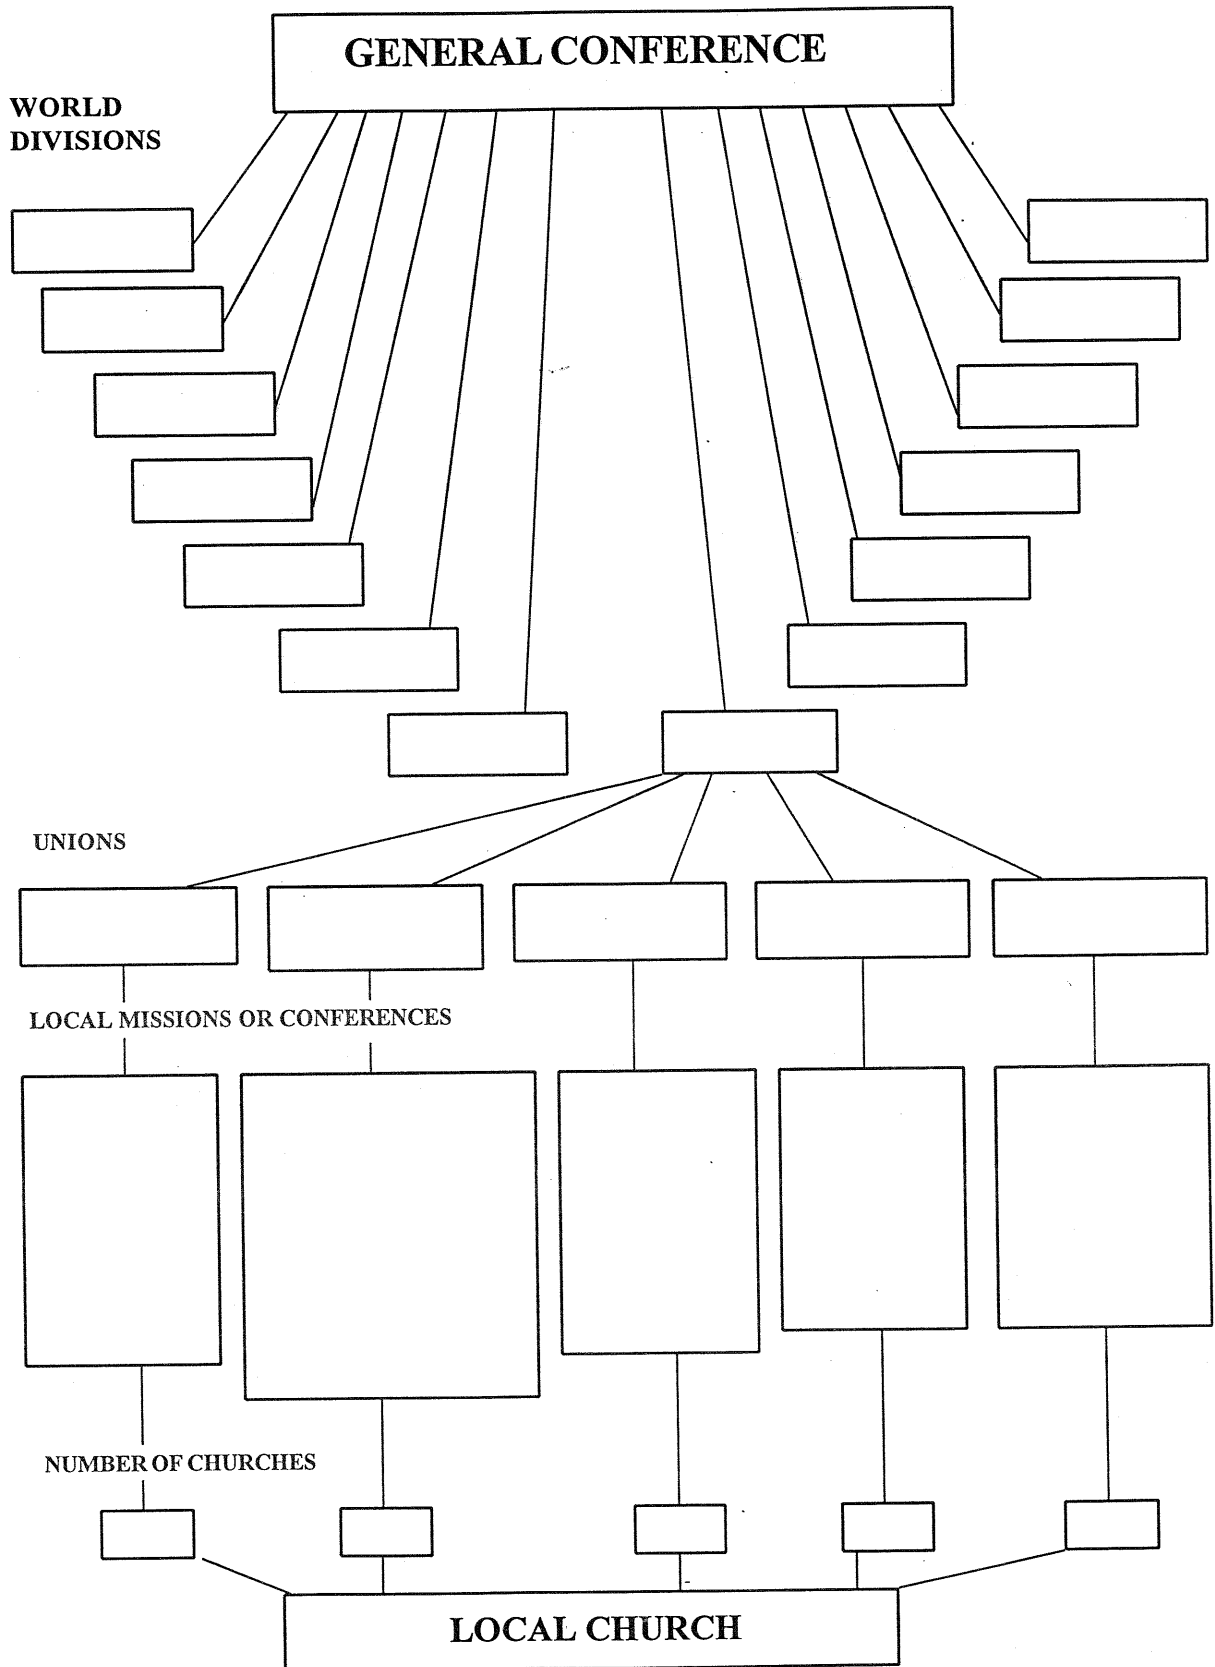 GENERAL CONFERENCE
WORLD
DIVISIONS
UNIONS
LOCAL MISSIONS OR CONFERENCES
NUMBER OF CHURCHES
LOCAL CHURCH